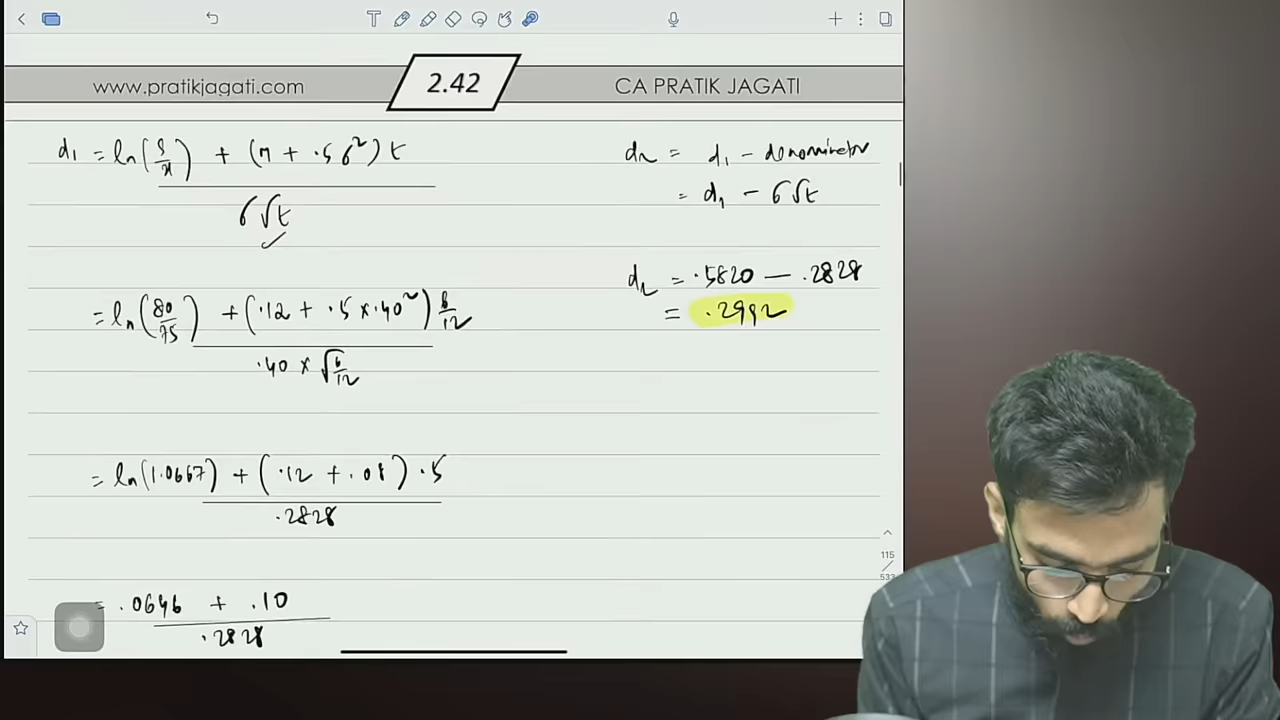 www.pratikjagati.com
2.42
CA PRATIK JAGATI
d1 = ln(S/x) + (r + .5σ²)t
σ√t
= ln(80/75) + (.12 + .5 x .40²) 6/12
.40 x √6/12
= ln(1.0667) + (.12 + .08) .5
.2828
= .0646 + .10
.2828
d2 = d1 - denominator
= d1 - σ√t
d2 = .5820 - .2828
= .2992
115
533